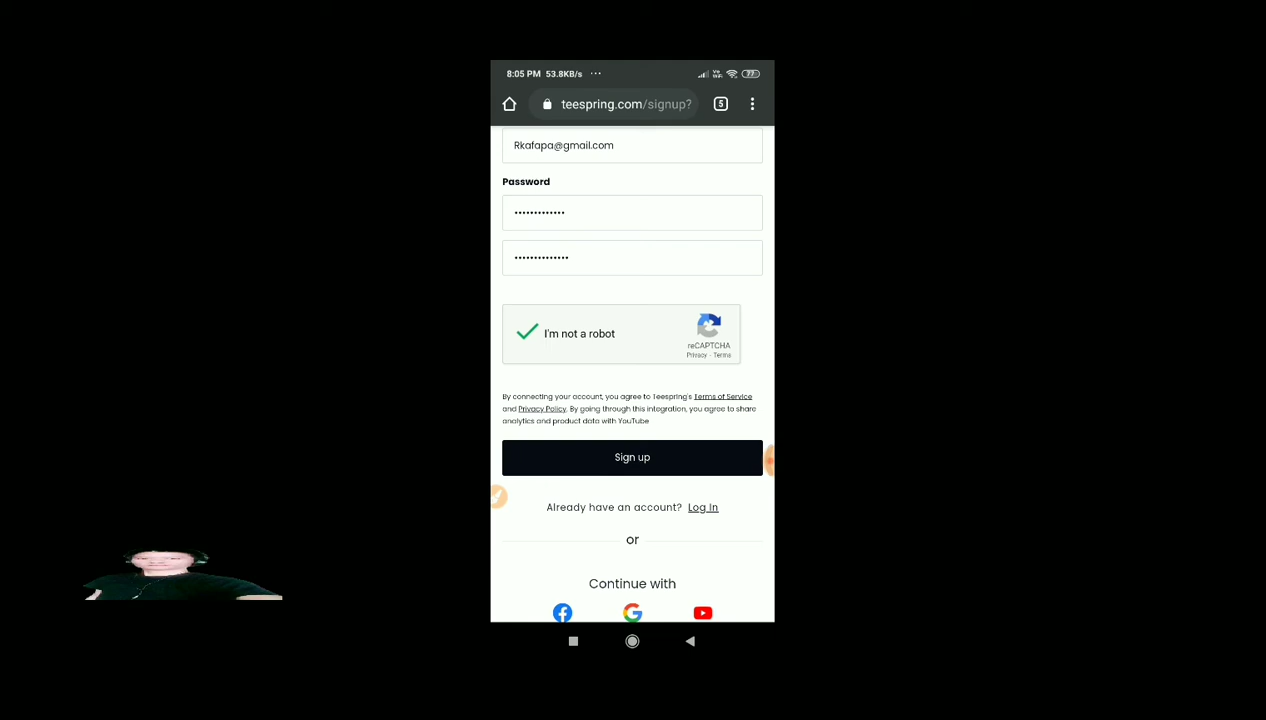 8:05 PM 53.8KB/s ...
77
teespring.com/signup?
5
Rkafapa@gmail.com
Password
•••••••••••••
••••••••••••••
I'm not a robot
reCAPTCHA
Privacy - Terms
By connecting your account, you agree to Teespring's Terms of Service
and Privacy Policy. By going through this integration, you agree to share
analytics and product data with YouTube
Sign up
Already have an account? Log In
or
Continue with